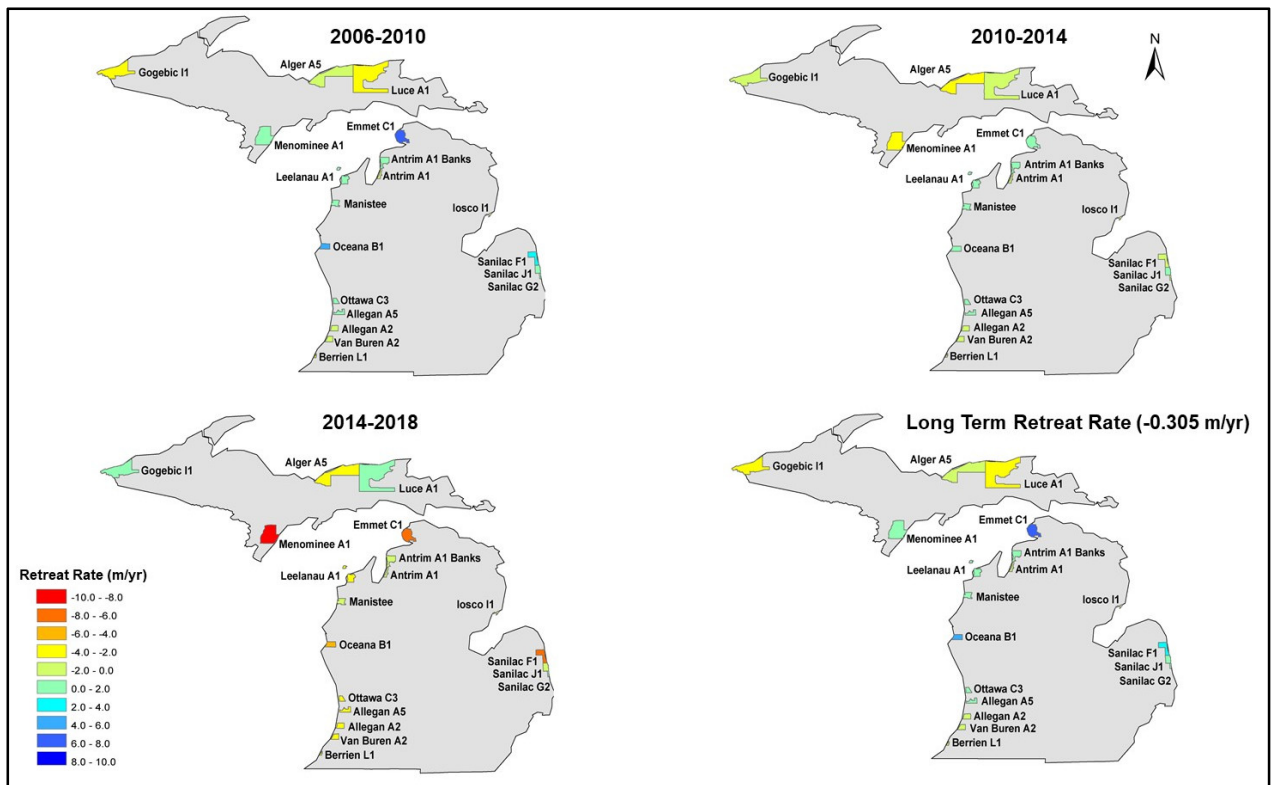 2006-2010
Alger A5
Gogebic I1
Luce A1
Emmet C1
Menominee A1
Antrim A1 Banks
Leelanau A1
Antrim A1
Manistee
Iosco I1
Oceana B1
Sanilac F1
Sanilac J1
Sanilac G2
Ottawa C3
Allegan A5
Allegan A2
Van Buren A2
Berrien L1
2010-2014
N
Alger A5
Gogebic I1
Luce A1
Emmet C1
Menominee A1
Antrim A1 Banks
Leelanau A1
Antrim A1
Manistee
Iosco I1
Oceana B1
Sanilac F1
Sanilac J1
Sanilac G2
Ottawa C3
Allegan A5
Allegan A2
Van Buren A2
Berrien L1
2014-2018
Alger A5
Gogebic I1
Luce A1
Emmet C1
Menominee A1
Antrim A1 Banks
Leelanau A1
Antrim A1
Manistee
Iosco I1
Oceana B1
Sanilac F1
Sanilac J1
Sanilac G2
Ottawa C3
Allegan A5
Allegan A2
Van Buren A2
Berrien L1
Retreat Rate (m/yr)
-10.0 - -8.0
-8.0 - -6.0
-6.0 - -4.0
-4.0 - -2.0
-2.0 - 0.0
0.0 - 2.0
2.0 - 4.0
4.0 - 6.0
6.0 - 8.0
8.0 - 10.0
Long Term Retreat Rate (-0.305 m/yr)
Alger A5
Gogebic I1
Luce A1
Emmet C1
Menominee A1
Antrim A1 Banks
Leelanau A1
Antrim A1
Manistee
Iosco I1
Oceana B1
Sanilac F1
Sanilac J1
Sanilac G2
Ottawa C3
Allegan A5
Allegan A2
Van Buren A2
Berrien L1